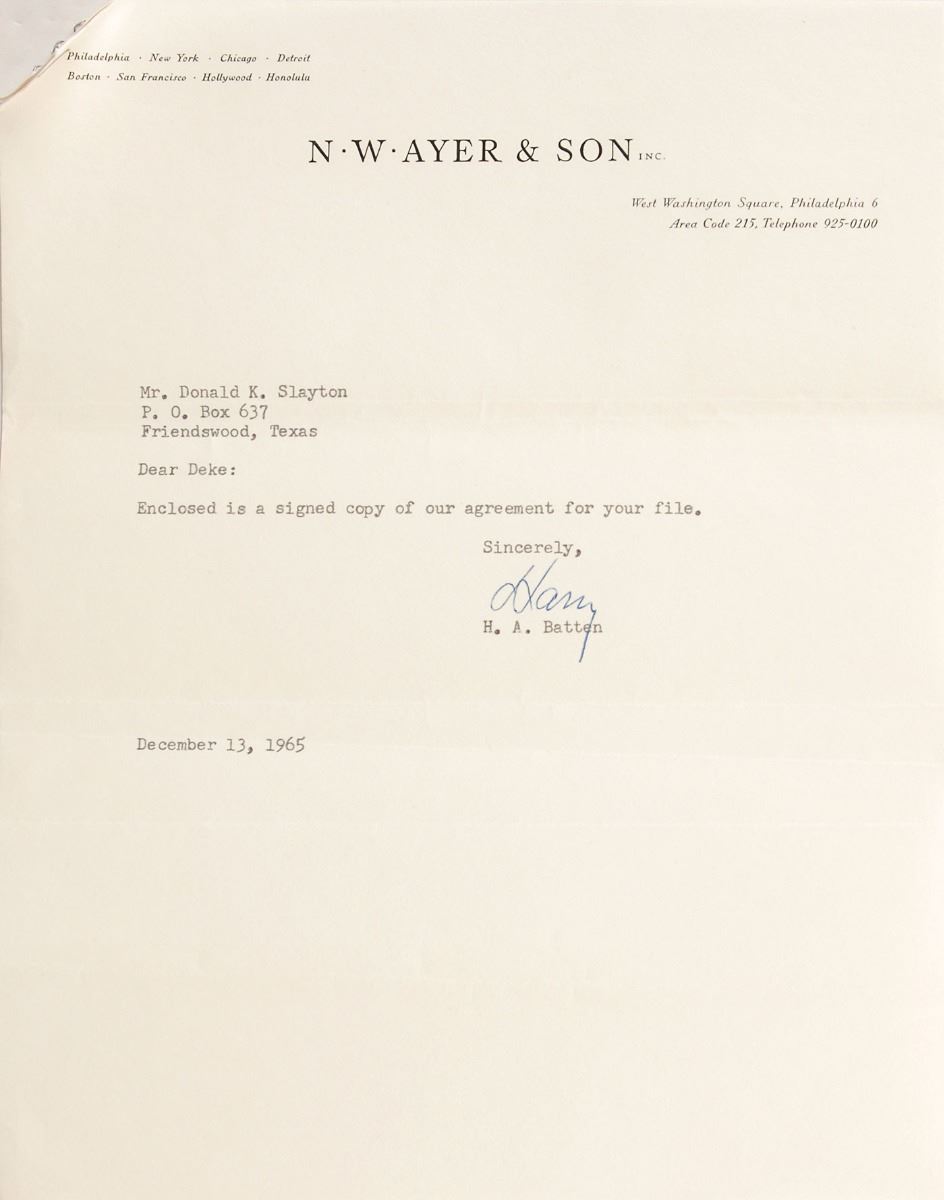 Philadelphia · New York · Chicago · Detroit
Boston · San Francisco · Hollywood · Honolulu
N·W·AYER & SON INC.
West Washington Square, Philadelphia 6
Area Code 215, Telephone 925-0100
Mr. Donald K. Slayton
P. O. Box 637
Friendswood, Texas
Dear Deke:
Enclosed is a signed copy of our agreement for your file.
Sincerely,
Harry
H. A. Batten
December 13, 1965